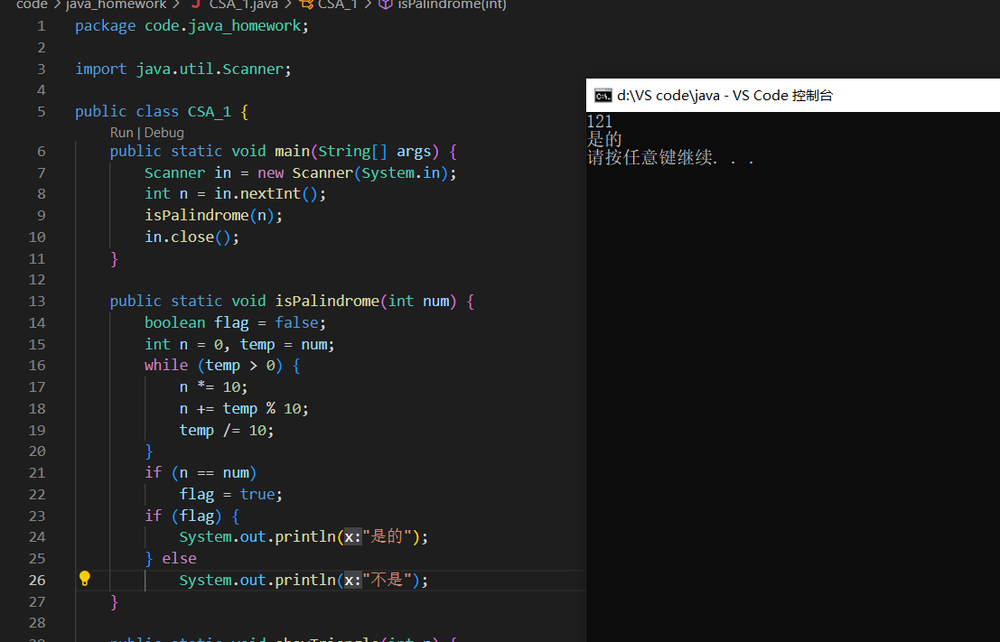 code > java_homework > J CSA_1.java > CSA_1 > isPalindrome(int)
1 package code.java_homework;
2
3 import java.util.Scanner;
4
5 public class CSA_1 {
Run | Debug
6 public static void main(String[] args) {
7 Scanner in = new Scanner(System.in);
8 int n = in.nextInt();
9 isPalindrome(n);
10 in.close();
11 }
12
13 public static void isPalindrome(int num) {
14 boolean flag = false;
15 int n = 0, temp = num;
16 while (temp > 0) {
17 n *= 10;
18 n += temp % 10;
19 temp /= 10;
20 }
21 if (n == num)
22 flag = true;
23 if (flag) {
24 System.out.println(x:"是的");
25 } else
26 System.out.println(x:"不是");
27 }
28
29 public static void showTriangle(int n) {
d:\VS code\java - VS Code 控制台
121
是的
请按任意键继续. . .